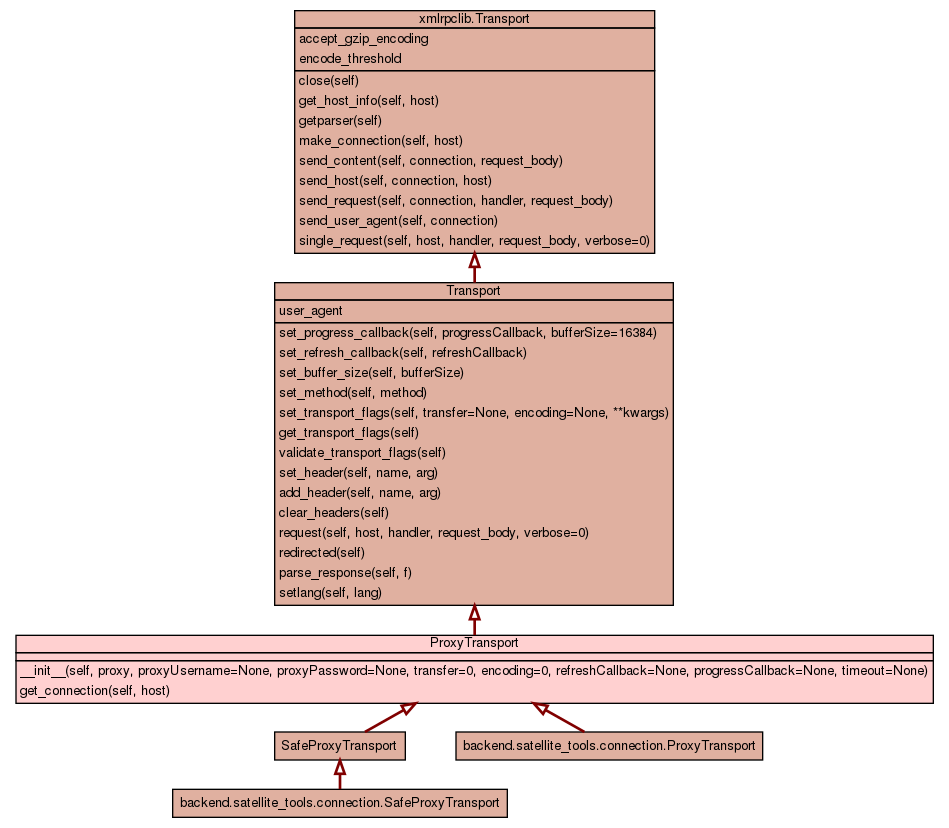 xmlrpclib.Transport
accept_gzip_encoding
encode_threshold
close(self)
get_host_info(self, host)
getparser(self)
make_connection(self, host)
send_content(self, connection, request_body)
send_host(self, connection, host)
send_request(self, connection, handler, request_body)
send_user_agent(self, connection)
single_request(self, host, handler, request_body, verbose=0)
Transport
user_agent
set_progress_callback(self, progressCallback, bufferSize=16384)
set_refresh_callback(self, refreshCallback)
set_buffer_size(self, bufferSize)
set_method(self, method)
set_transport_flags(self, transfer=None, encoding=None, **kwargs)
get_transport_flags(self)
validate_transport_flags(self)
set_header(self, name, arg)
add_header(self, name, arg)
clear_headers(self)
request(self, host, handler, request_body, verbose=0)
redirected(self)
parse_response(self, f)
setlang(self, lang)
ProxyTransport
__init__(self, proxy, proxyUsername=None, proxyPassword=None, transfer=0, encoding=0, refreshCallback=None, progressCallback=None, timeout=None)
get_connection(self, host)
SafeProxyTransport
backend.satellite_tools.connection.ProxyTransport
backend.satellite_tools.connection.SafeProxyTransport